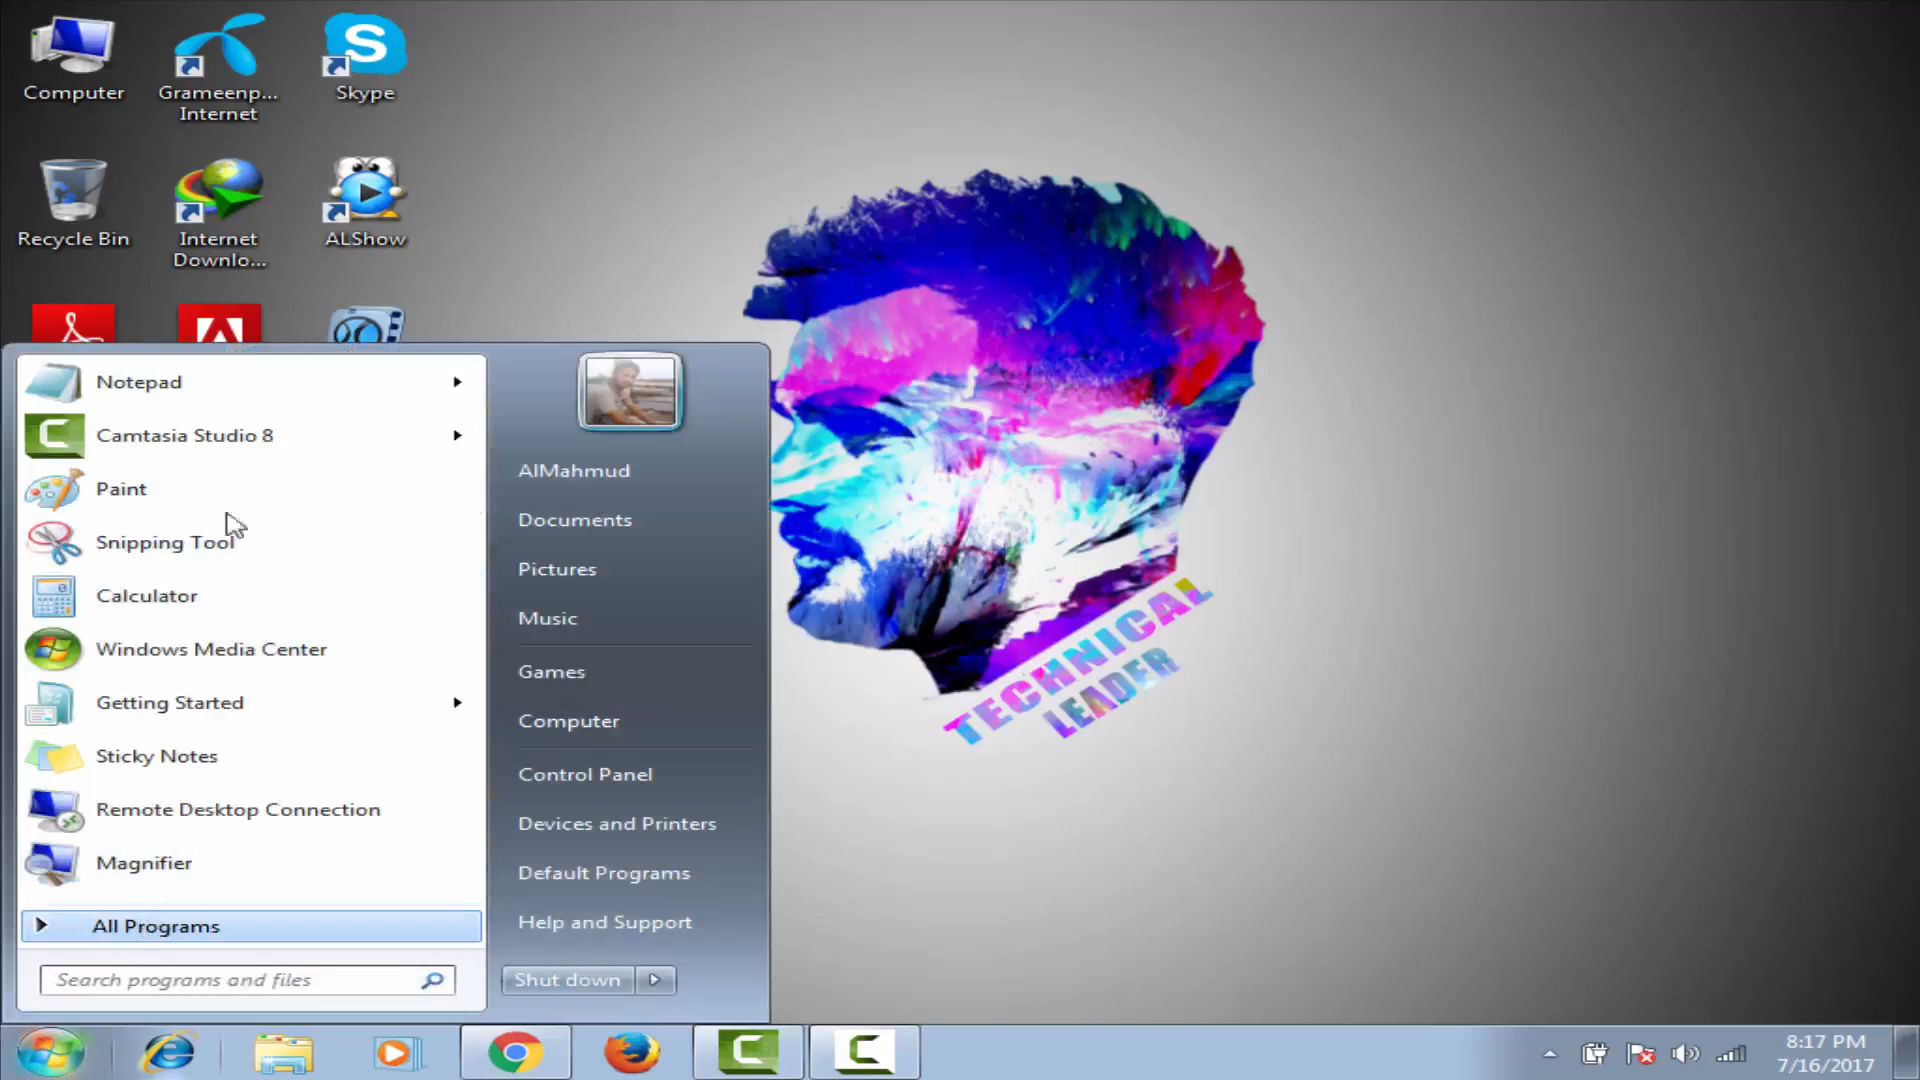 Computer
Grameenp...
Internet
Skype
Recycle Bin
Internet
Downlo...
ALShow
Notepad
Camtasia Studio 8
Paint
Snipping Tool
Calculator
Windows Media Center
Getting Started
Sticky Notes
Remote Desktop Connection
Magnifier
All Programs
Search programs and files
AlMahmud
Documents
Pictures
Music
Games
Computer
Control Panel
Devices and Printers
Default Programs
Help and Support
Shut down
TECHNICAL
LEADER
8:17 PM
7/16/2017